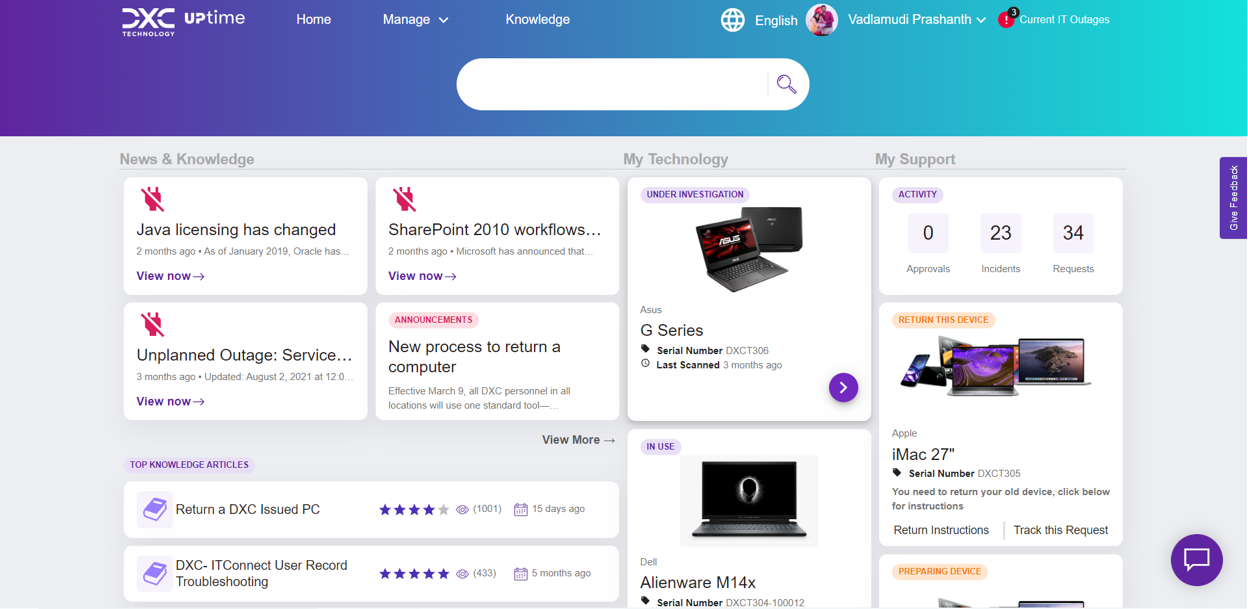 DXC
TECHNOLOGY
UPtime
Home
Manage
Knowledge
English
Vadlamudi Prashanth
3
!
Current IT Outages
Give Feedback
News & Knowledge
Java licensing has changed
2 months ago • As of January 2019, Oracle has...
View now→
SharePoint 2010 workflows...
2 months ago • Microsoft has announced that...
View now→
Unplanned Outage: Service...
3 months ago • Updated: August 2, 2021 at 12:0...
View now→
ANNOUNCEMENTS
New process to return a
computer
Effective March 9, all DXC personnel in all
locations will use one standard tool—...
View More →
TOP KNOWLEDGE ARTICLES
Return a DXC Issued PC
(1001)
15 days ago
DXC- ITConnect User Record
Troubleshooting
(433)
5 months ago
My Technology
UNDER INVESTIGATION
ASUS
Asus
G Series
Serial Number DXCT306
Last Scanned 3 months ago
IN USE
Dell
Alienware M14x
Serial Number DXCT304-100012
My Support
ACTIVITY
0
23
34
Approvals
Incidents
Requests
RETURN THIS DEVICE
Apple
iMac 27"
Serial Number DXCT305
You need to return your old device, click below
for instructions
Return Instructions
Track this Request
PREPARING DEVICE